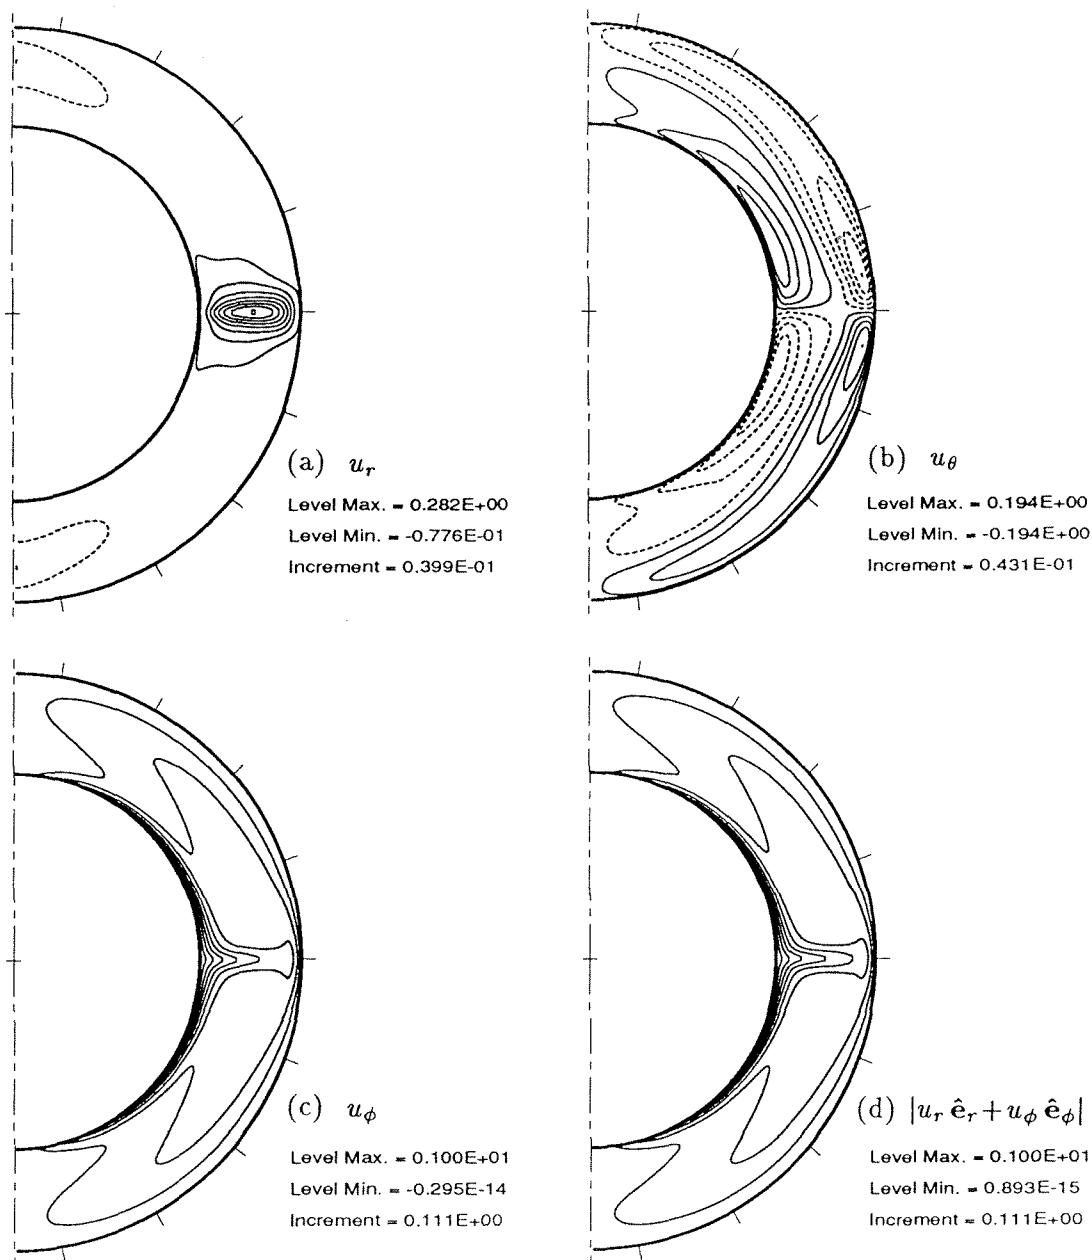 (a) u_r
Level Max. = 0.282E+00
Level Min. = -0.776E-01
Increment = 0.399E-01
(b) u_θ
Level Max. = 0.194E+00
Level Min. = -0.194E+00
Increment = 0.431E-01
(c) u_ϕ
Level Max. = 0.100E+01
Level Min. = -0.295E-14
Increment = 0.111E+00
(d) |u_r ê_r + u_ϕ ê_ϕ|
Level Max. = 0.100E+01
Level Min. = 0.893E-15
Increment = 0.111E+00